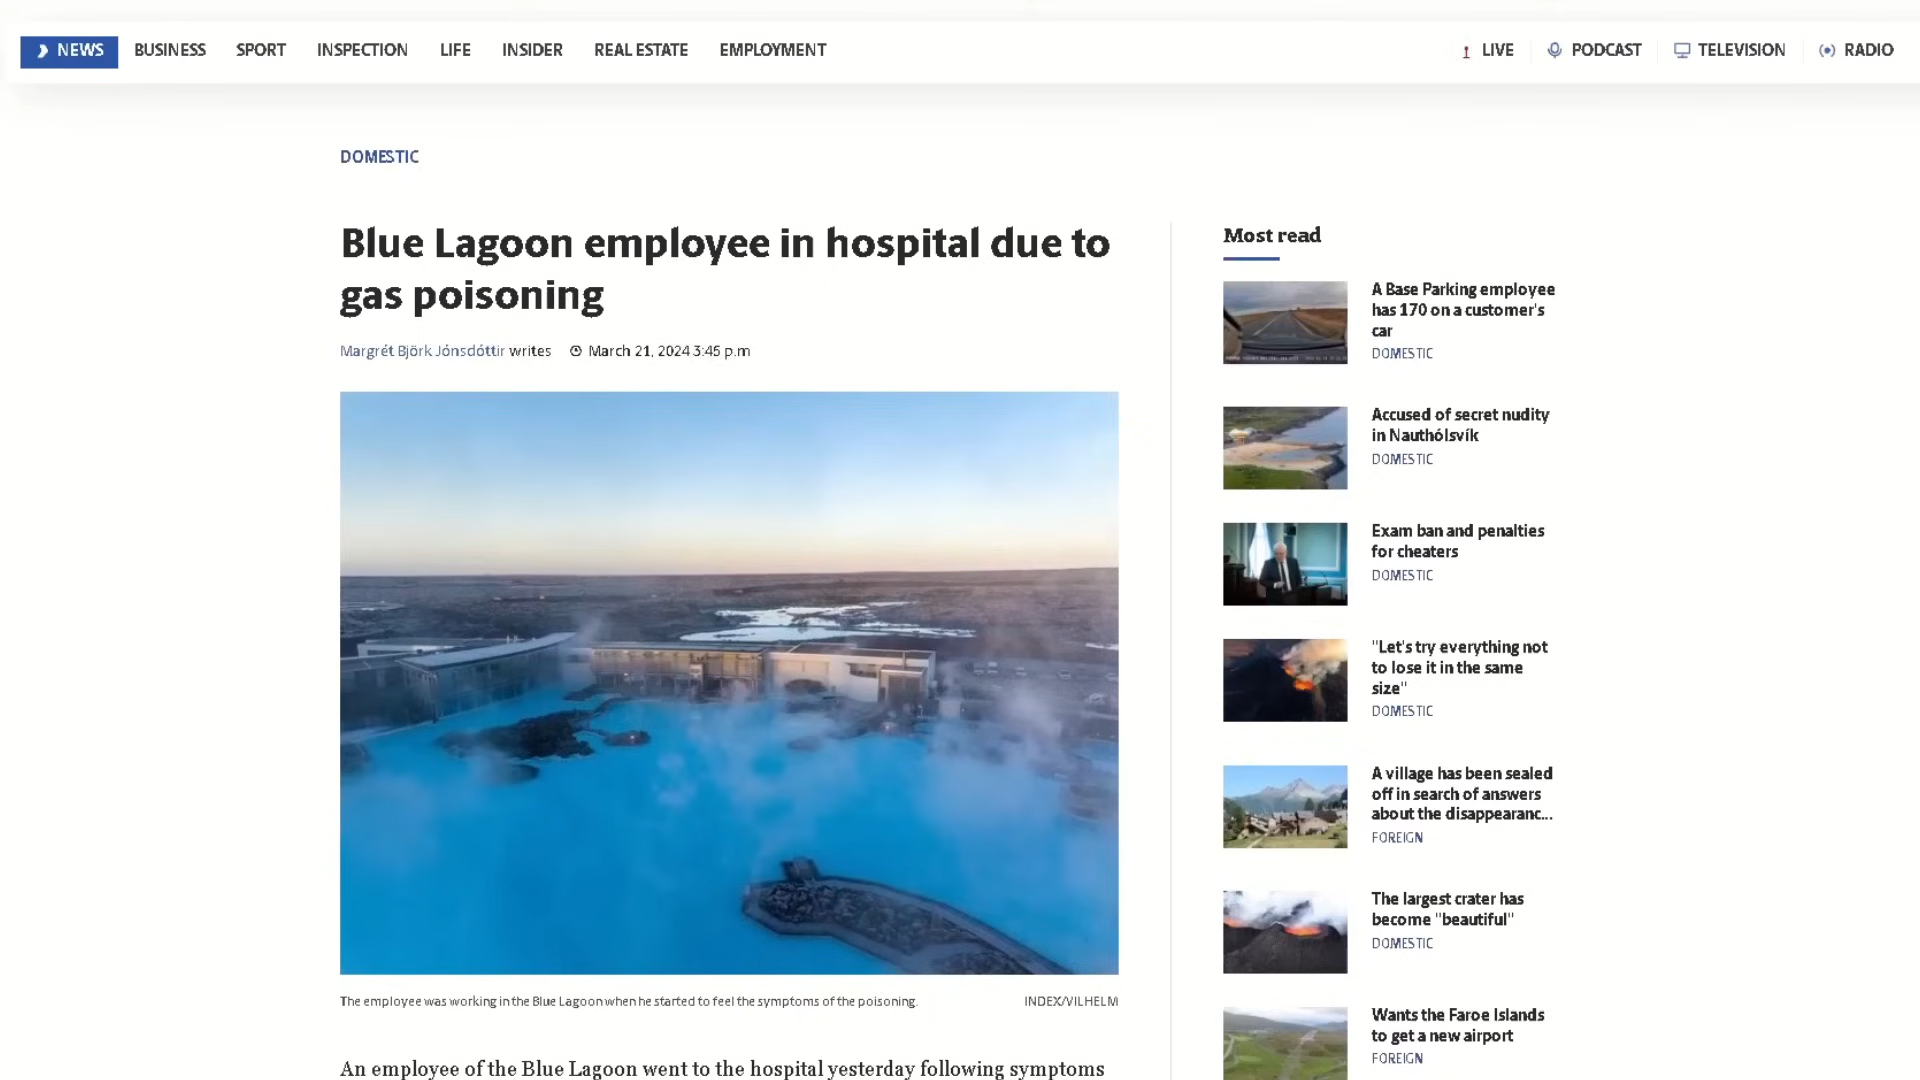 NEWS BUSINESS SPORT INSPECTION LIFE INSIDER REAL ESTATE EMPLOYMENT LIVE PODCAST TELEVISION RADIO
DOMESTIC
Blue Lagoon employee in hospital due to
gas poisoning
Margrét Björk Jónsdóttir writes March 21, 2024 3:45 p.m
The employee was working in the Blue Lagoon when he started to feel the symptoms of the poisoning.
INDEX/VILHELM
An employee of the Blue Lagoon went to the hospital yesterday following symptoms
Most read
A Base Parking employee
has 170 on a customer's
car
DOMESTIC
Accused of secret nudity
in Nauthólsvík
DOMESTIC
Exam ban and penalties
for cheaters
DOMESTIC
"Let's try everything not
to lose it in the same
size"
DOMESTIC
A village has been sealed
off in search of answers
about the disappearanc...
FOREIGN
The largest crater has
become "beautiful"
DOMESTIC
Wants the Faroe Islands
to get a new airport
FOREIGN